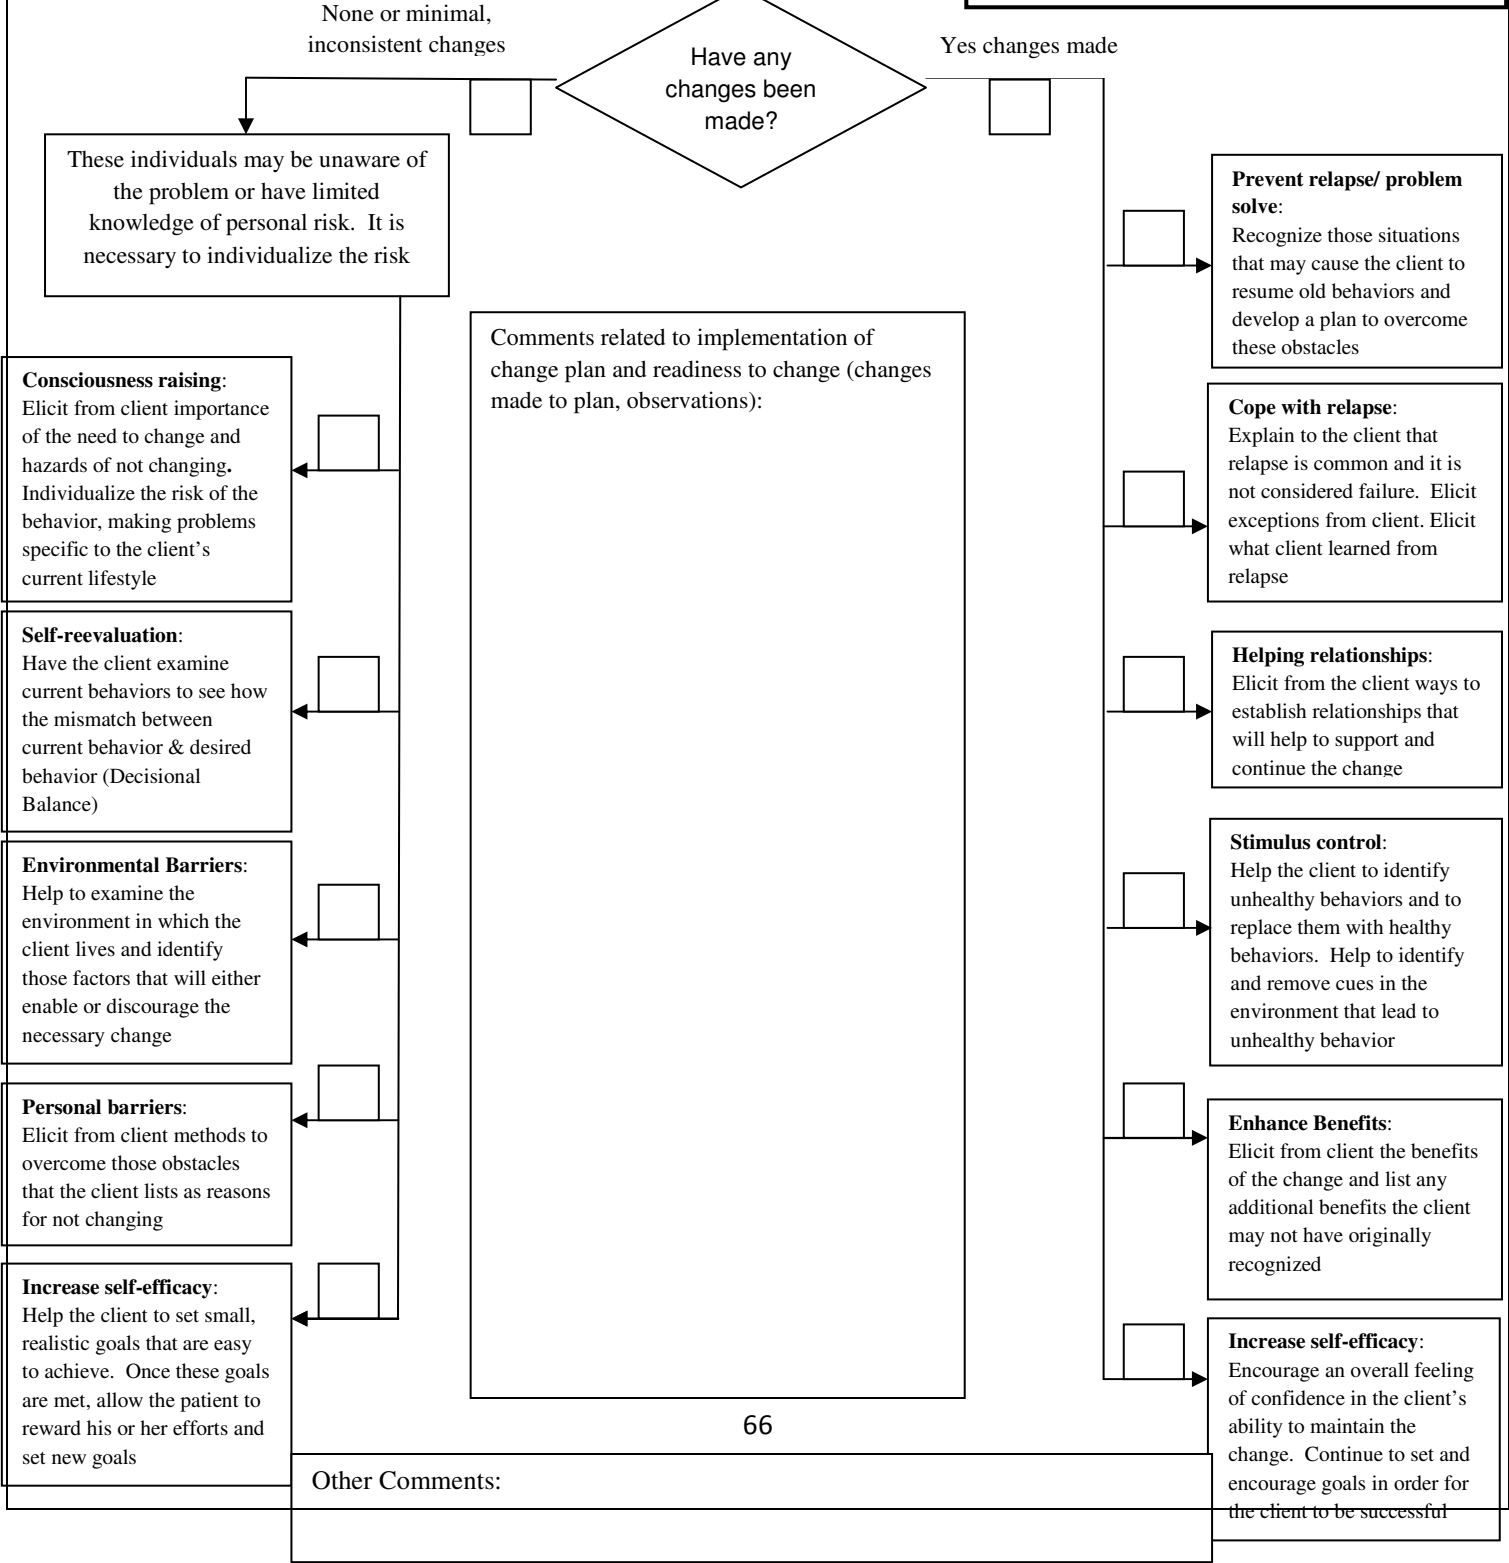 None or minimal,
inconsistent changes
Have any
changes been
made?
Yes changes made
These individuals may be unaware of
the problem or have limited
knowledge of personal risk.  It is
necessary to individualize the risk
Consciousness raising:
Elicit from client importance
of the need to change and
hazards of not changing.
Individualize the risk of the
behavior, making problems
specific to the client’s
current lifestyle
Self-reevaluation:
Have the client examine
current behaviors to see how
the mismatch between
current behavior & desired
behavior (Decisional
Balance)
Environmental Barriers:
Help to examine the
environment in which the
client lives and identify
those factors that will either
enable or discourage the
necessary change
Personal barriers:
Elicit from client methods to
overcome those obstacles
that the client lists as reasons
for not changing
Increase self-efficacy:
Help the client to set small,
realistic goals that are easy
to achieve.  Once these goals
are met, allow the patient to
reward his or her efforts and
set new goals
Comments related to implementation of
change plan and readiness to change (changes
made to plan, observations):
Prevent relapse/ problem
solve:
Recognize those situations
that may cause the client to
resume old behaviors and
develop a plan to overcome
these obstacles
Cope with relapse:
Explain to the client that
relapse is common and it is
not considered failure.  Elicit
exceptions from client. Elicit
what client learned from
relapse
Helping relationships:
Elicit from the client ways to
establish relationships that
will help to support and
continue the change
Stimulus control:
Help the client to identify
unhealthy behaviors and to
replace them with healthy
behaviors.  Help to identify
and remove cues in the
environment that lead to
unhealthy behavior
Enhance Benefits:
Elicit from client the benefits
of the change and list any
additional benefits the client
may not have originally
recognized
Increase self-efficacy:
Encourage an overall feeling
of confidence in the client’s
ability to maintain the
change.  Continue to set and
encourage goals in order for
the client to be successful
66
Other Comments: